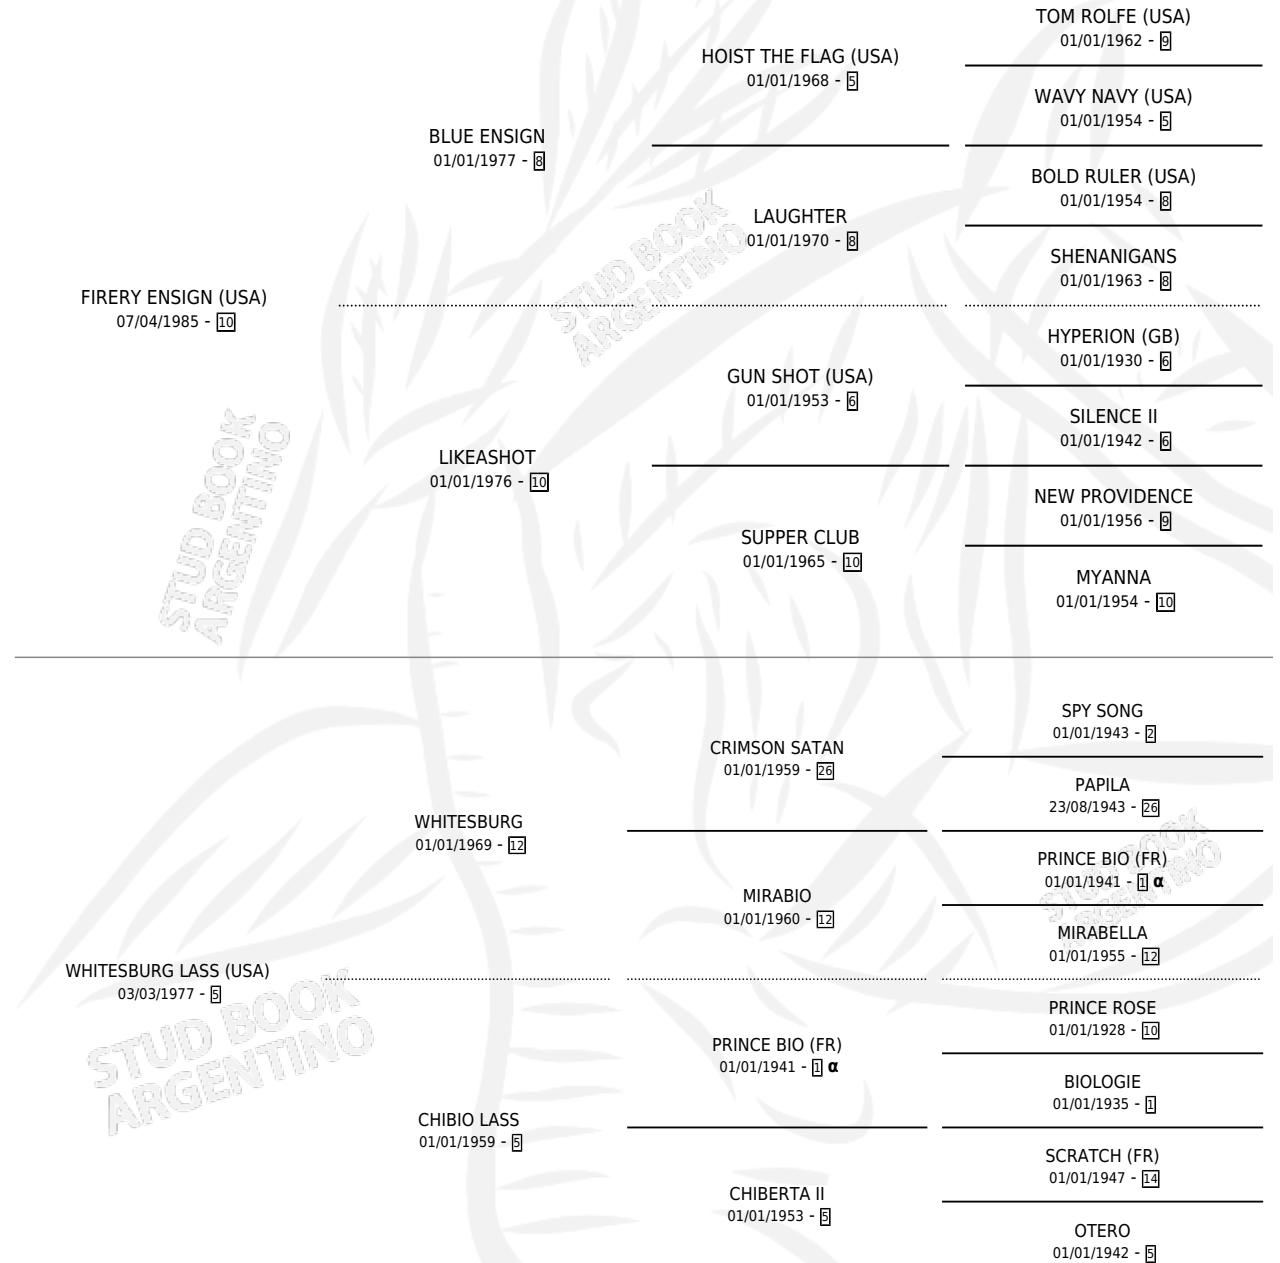 TOM ROLFE (USA)
01/01/1962 - 9
HOIST THE FLAG (USA)
01/01/1968 - 5
WAVY NAVY (USA)
01/01/1954 - 5
BLUE ENSIGN
01/01/1977 - 8
BOLD RULER (USA)
01/01/1954 - 8
LAUGHTER
01/01/1970 - 8
SHENANIGANS
01/01/1963 - 8
FIRERY ENSIGN (USA)
07/04/1985 - 10
HYPERION (GB)
01/01/1930 - 6
GUN SHOT (USA)
01/01/1953 - 6
SILENCE II
01/01/1942 - 6
LIKEASHOT
01/01/1976 - 10
NEW PROVIDENCE
01/01/1956 - 9
SUPPER CLUB
01/01/1965 - 10
MYANNA
01/01/1954 - 10
SPY SONG
01/01/1943 - 2
CRIMSON SATAN
01/01/1959 - 26
PAPILA
23/08/1943 - 26
WHITESBURG
01/01/1969 - 12
PRINCE BIO (FR)
01/01/1941 - 1 α
MIRABIO
01/01/1960 - 12
MIRABELLA
01/01/1955 - 12
WHITESBURG LASS (USA)
03/03/1977 - 5
PRINCE ROSE
01/01/1928 - 10
PRINCE BIO (FR)
01/01/1941 - 1 α
BIOLOGIE
01/01/1935 - 1
CHIBIO LASS
01/01/1959 - 5
SCRATCH (FR)
01/01/1947 - 14
CHIBERTA II
01/01/1953 - 5
OTERO
01/01/1942 - 5
STUD BOOK
ARGENTINO
STUD BOOK
ARGENTINO
STUD BOOK
ARGENTINO
STUD BOOK
ARGENTINO